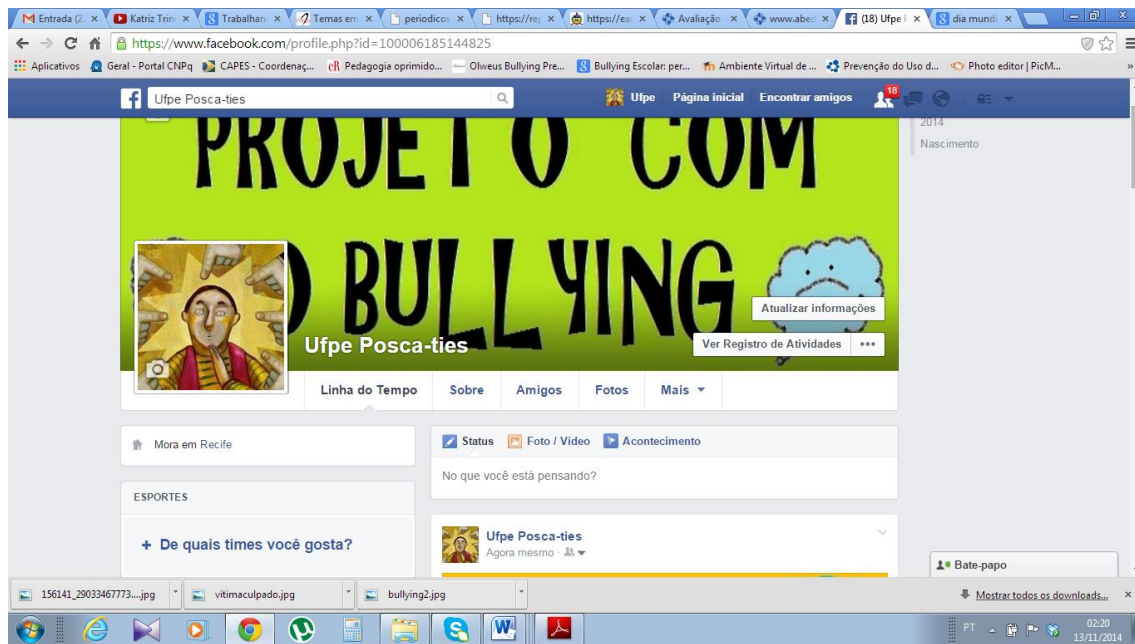 Entrada (2. Katriz Trin Trabalhan Temas em periodicos https://rep https://ea Avaliação www.abed (18) Ufpe P dia mundi
https://www.facebook.com/profile.php?id=100006185144825
Aplicativos Geral - Portal CNPq CAPES - Coordenaç... Pedagogia oprimido... Olweus Bullying Pre... Bullying Escolar: per... Ambiente Virtual de ... Prevenção do Uso d... Photo editor | PicM... »
Ufpe Posca-ties Ufpe Página inicial Encontrar amigos 18
2014
Nascimento
PROJETO COM
BULLYING
Atualizar informações
Ufpe Posca-ties
Ver Registro de Atividades
Linha do Tempo Sobre Amigos Fotos Mais
Mora em Recife
Status Foto / Vídeo Acontecimento
No que você está pensando?
ESPORTES
+ De quais times você gosta?
Ufpe Posca-ties
Agora mesmo ·
Bate-papo
156141_29033467773....jpg vitimaculpado.jpg bullying2.jpg Mostrar todos os downloads...
PT 02:20
13/11/2014